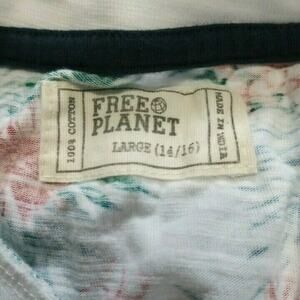 100% COTTON
FREE
PLANET
LARGE (14/16)
MADE IN INDIA